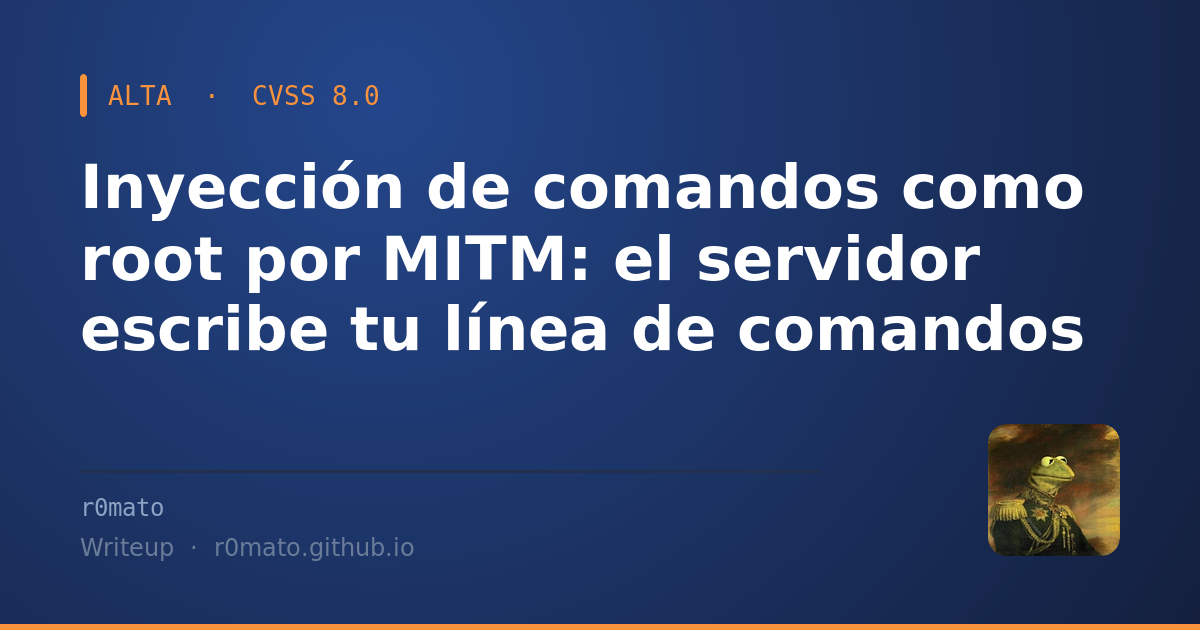 ALTA · CVSS 8.0
Inyección de comandos como
root por MITM: el servidor
escribe tu línea de comandos
r0mato
Writeup · r0mato.github.io